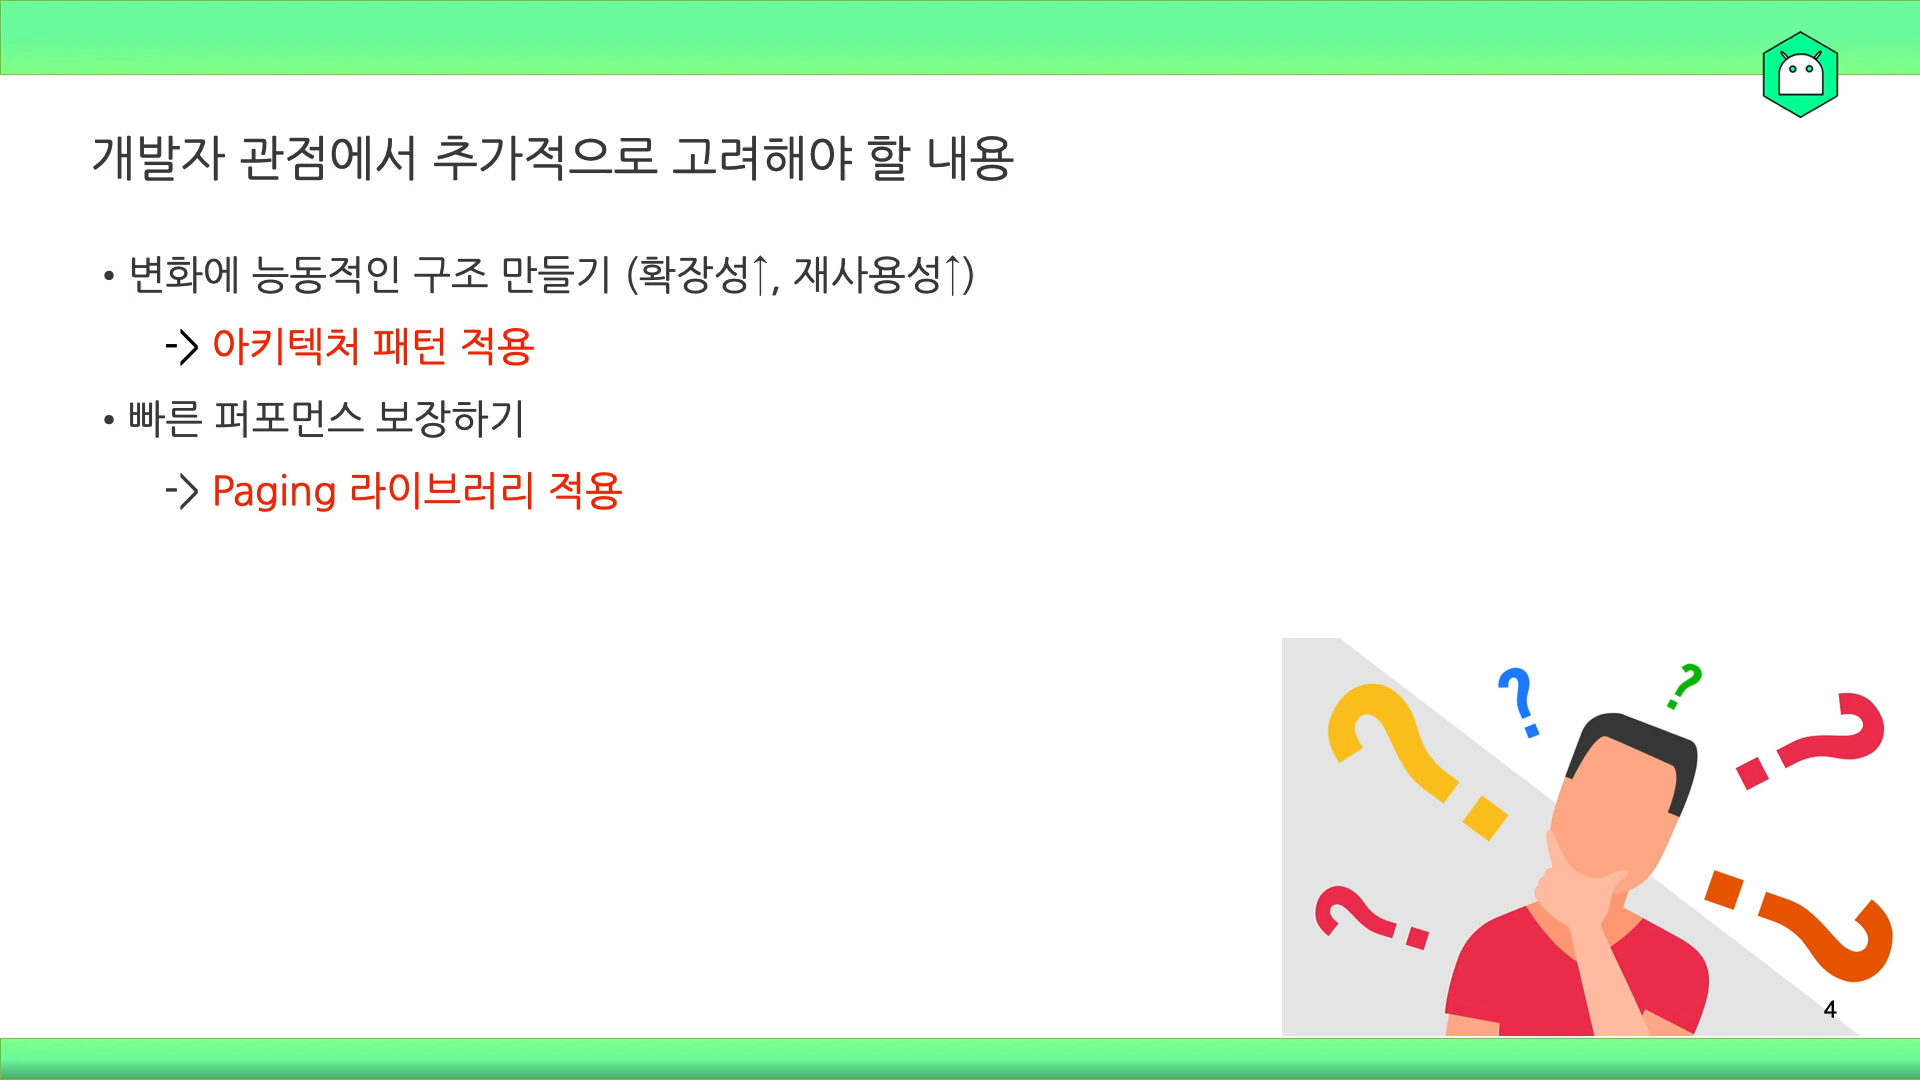 개발자 관점에서 추가적으로 고려해야 할 내용
• 변화에 능동적인 구조 만들기 (확장성↑, 재사용성↑)
-> 아키텍처 패턴 적용
• 빠른 퍼포먼스 보장하기
-> Paging 라이브러리 적용
4